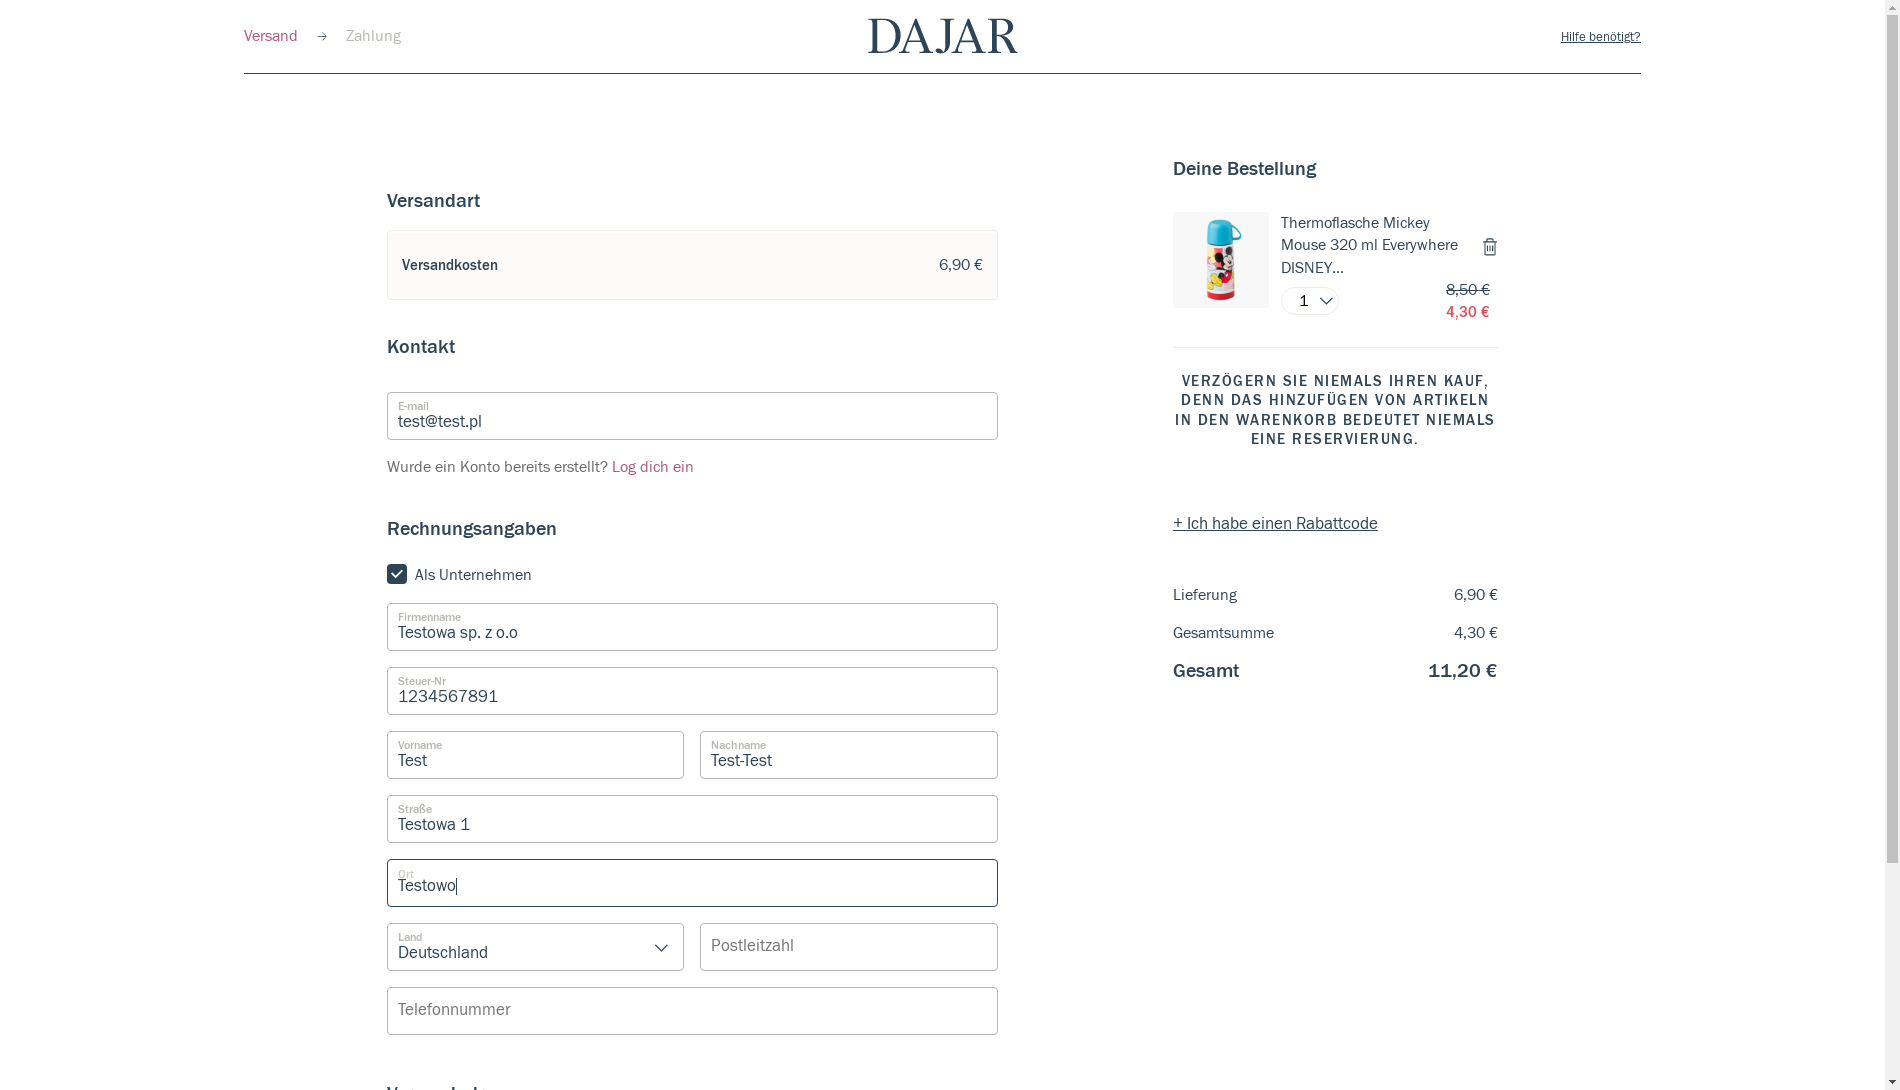 Versand
Zahlung
DAJAR
Hilfe benötigt?
Versandart
Versandkosten
6,90 €
Kontakt
E-mail
test@test.pl
Wurde ein Konto bereits erstellt? Log dich ein
Rechnungsangaben
Als Unternehmen
Firmenname
Testowa sp. z o.o
Steuer-Nr
1234567891
Vorname
Test
Nachname
Test-Test
Straße
Testowa 1
Ort
Testowo
Land
Deutschland
Postleitzahl
Telefonnummer
Deine Bestellung
Thermoflasche Mickey
Mouse 320 ml Everywhere
DISNEY...
1
8,50 €
4,30 €
VERZÖGERN SIE NIEMALS IHREN KAUF,
DENN DAS HINZUFÜGEN VON ARTIKELN
IN DEN WARENKORB BEDEUTET NIEMALS
EINE RESERVIERUNG.
+ Ich habe einen Rabattcode
Lieferung
6,90 €
Gesamtsumme
4,30 €
Gesamt
11,20 €